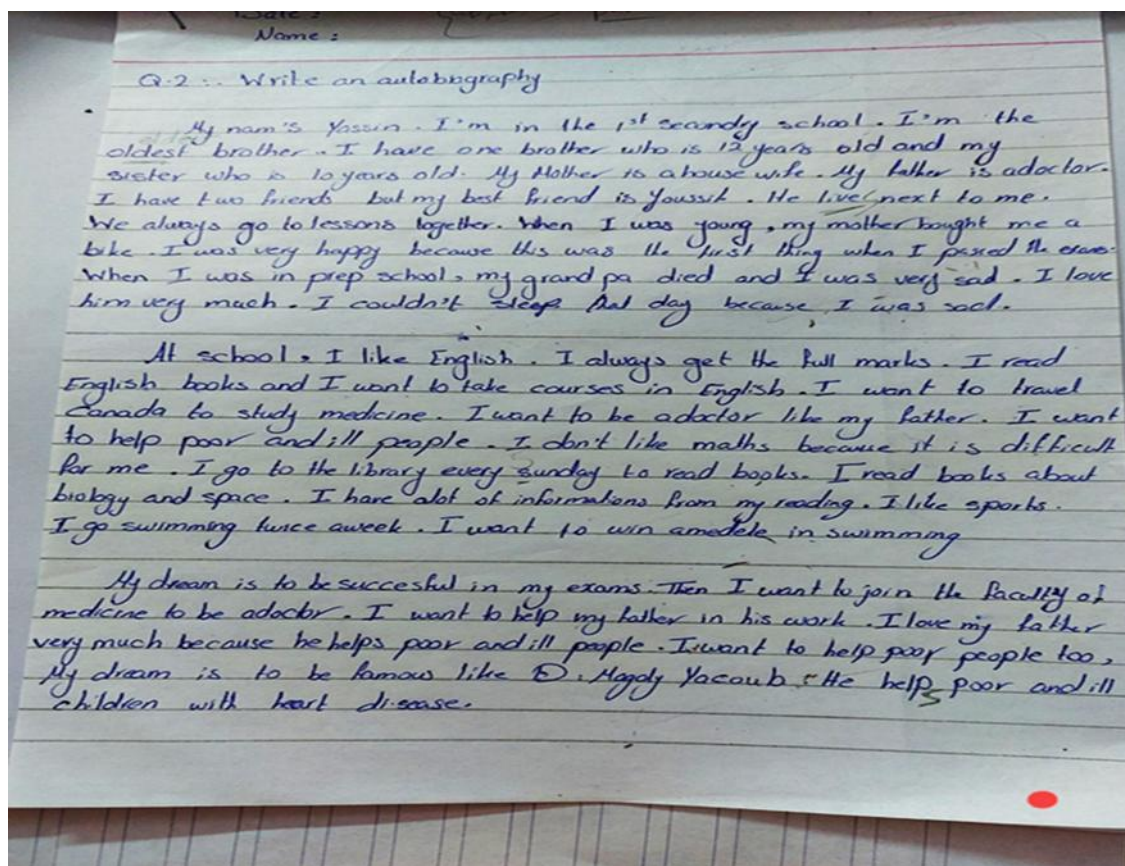 Date :
Name :
Q.2 :. Write an autobiography
My nam's Yossin. I'm in the 1st secondy school. I'm the
oldest brother. I have one brother who is 12 years old and my
sister who is 10 years old. My Mother is a house wife. My father is adoctor.
I have two friends but my best friend is Youssif. He live next to me.
We always go to lessons together. When I was young, my mother bought me a
bike. I was very happy because this was the first thing when I passed the exams.
When I was in prep school, my grand pa died and I was very sad. I love
him very much. I couldn't sleep that day because I was sad.
At school, I like English. I always get the full marks. I read
English books and I want to take courses in English. I want to travel
Canada to study medicine. I want to be adoctor like my father. I want
to help poor and ill people. I don't like maths because it is difficult
for me. I go to the library every sunday to read books. I read books about
biology and space. I have alot of informations from my reading. I like sports.
I go swimming twice aweek. I want to win amedele in swimming
My dream is to be succesful in my exams. Then I want to join the faculty of
medicine to be adoctor. I want to help my father in his work. I love my father
very much because he helps poor and ill people. I want to help poor people too,
My dream is to be famous like D. Magdy Yacoub. He helps poor and ill
children with heart disease.